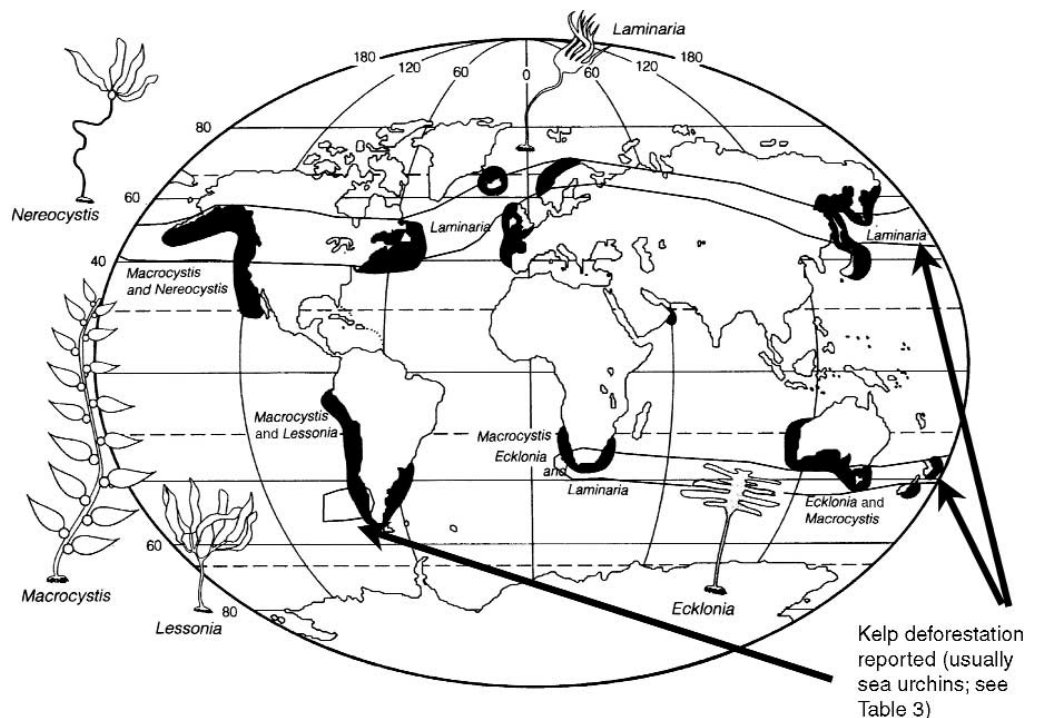 Laminaria
180
120
60
0
60
120
180
80
Nereocystis
60
Laminaria
Laminaria
40
Macrocystis
and Nereocystis
Macrocystis
and Lessonia
Macrocystis
Ecklonia
and
Laminaria
Ecklonia and
Macrocystis
60
Macrocystis
80
Lessonia
Ecklonia
Kelp deforestation
reported (usually
sea urchins; see
Table 3)